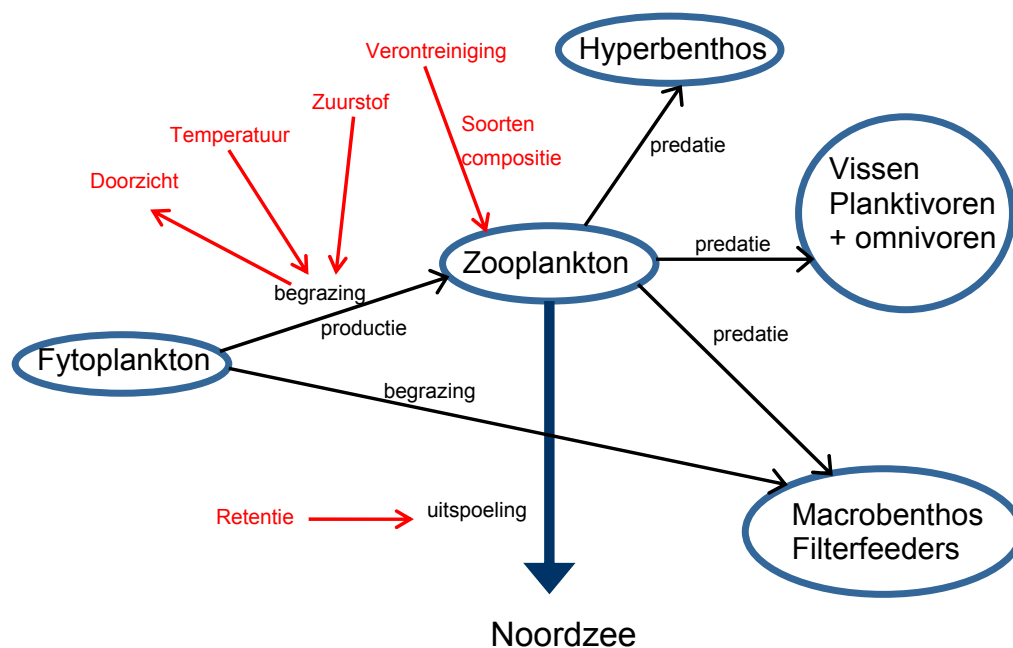 Verontreiniging
Hyperbenthos
Zuurstof
Temperatuur
Soorten
compositie
predatie
Doorzicht
Vissen
Planktivoren
+ omnivoren
predatie
Zooplankton
begrazing
productie
predatie
Fytoplankton
begrazing
Retentie
uitspoeling
Macrobenthos
Filterfeeders
Noordzee